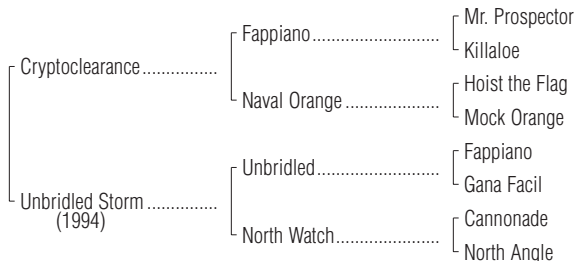 Mr. Prospector
Fappiano
Killaloe
Cryptoclearance
Hoist the Flag
Naval Orange
Mock Orange
Fappiano
Unbridled
Gana Facil
Unbridled Storm
(1994)
Cannonade
North Watch
North Angle